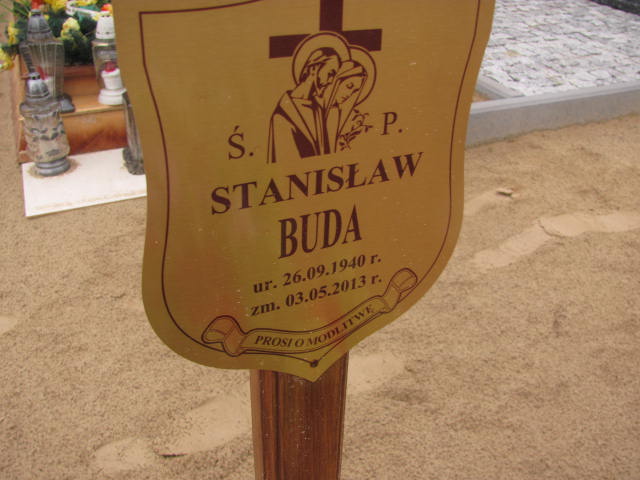 Ś. P.
STANISŁAW
BUDA
ur. 26.09.1940 r.
zm. 03.05.2013 r.
PROSI O MODLITWĘ